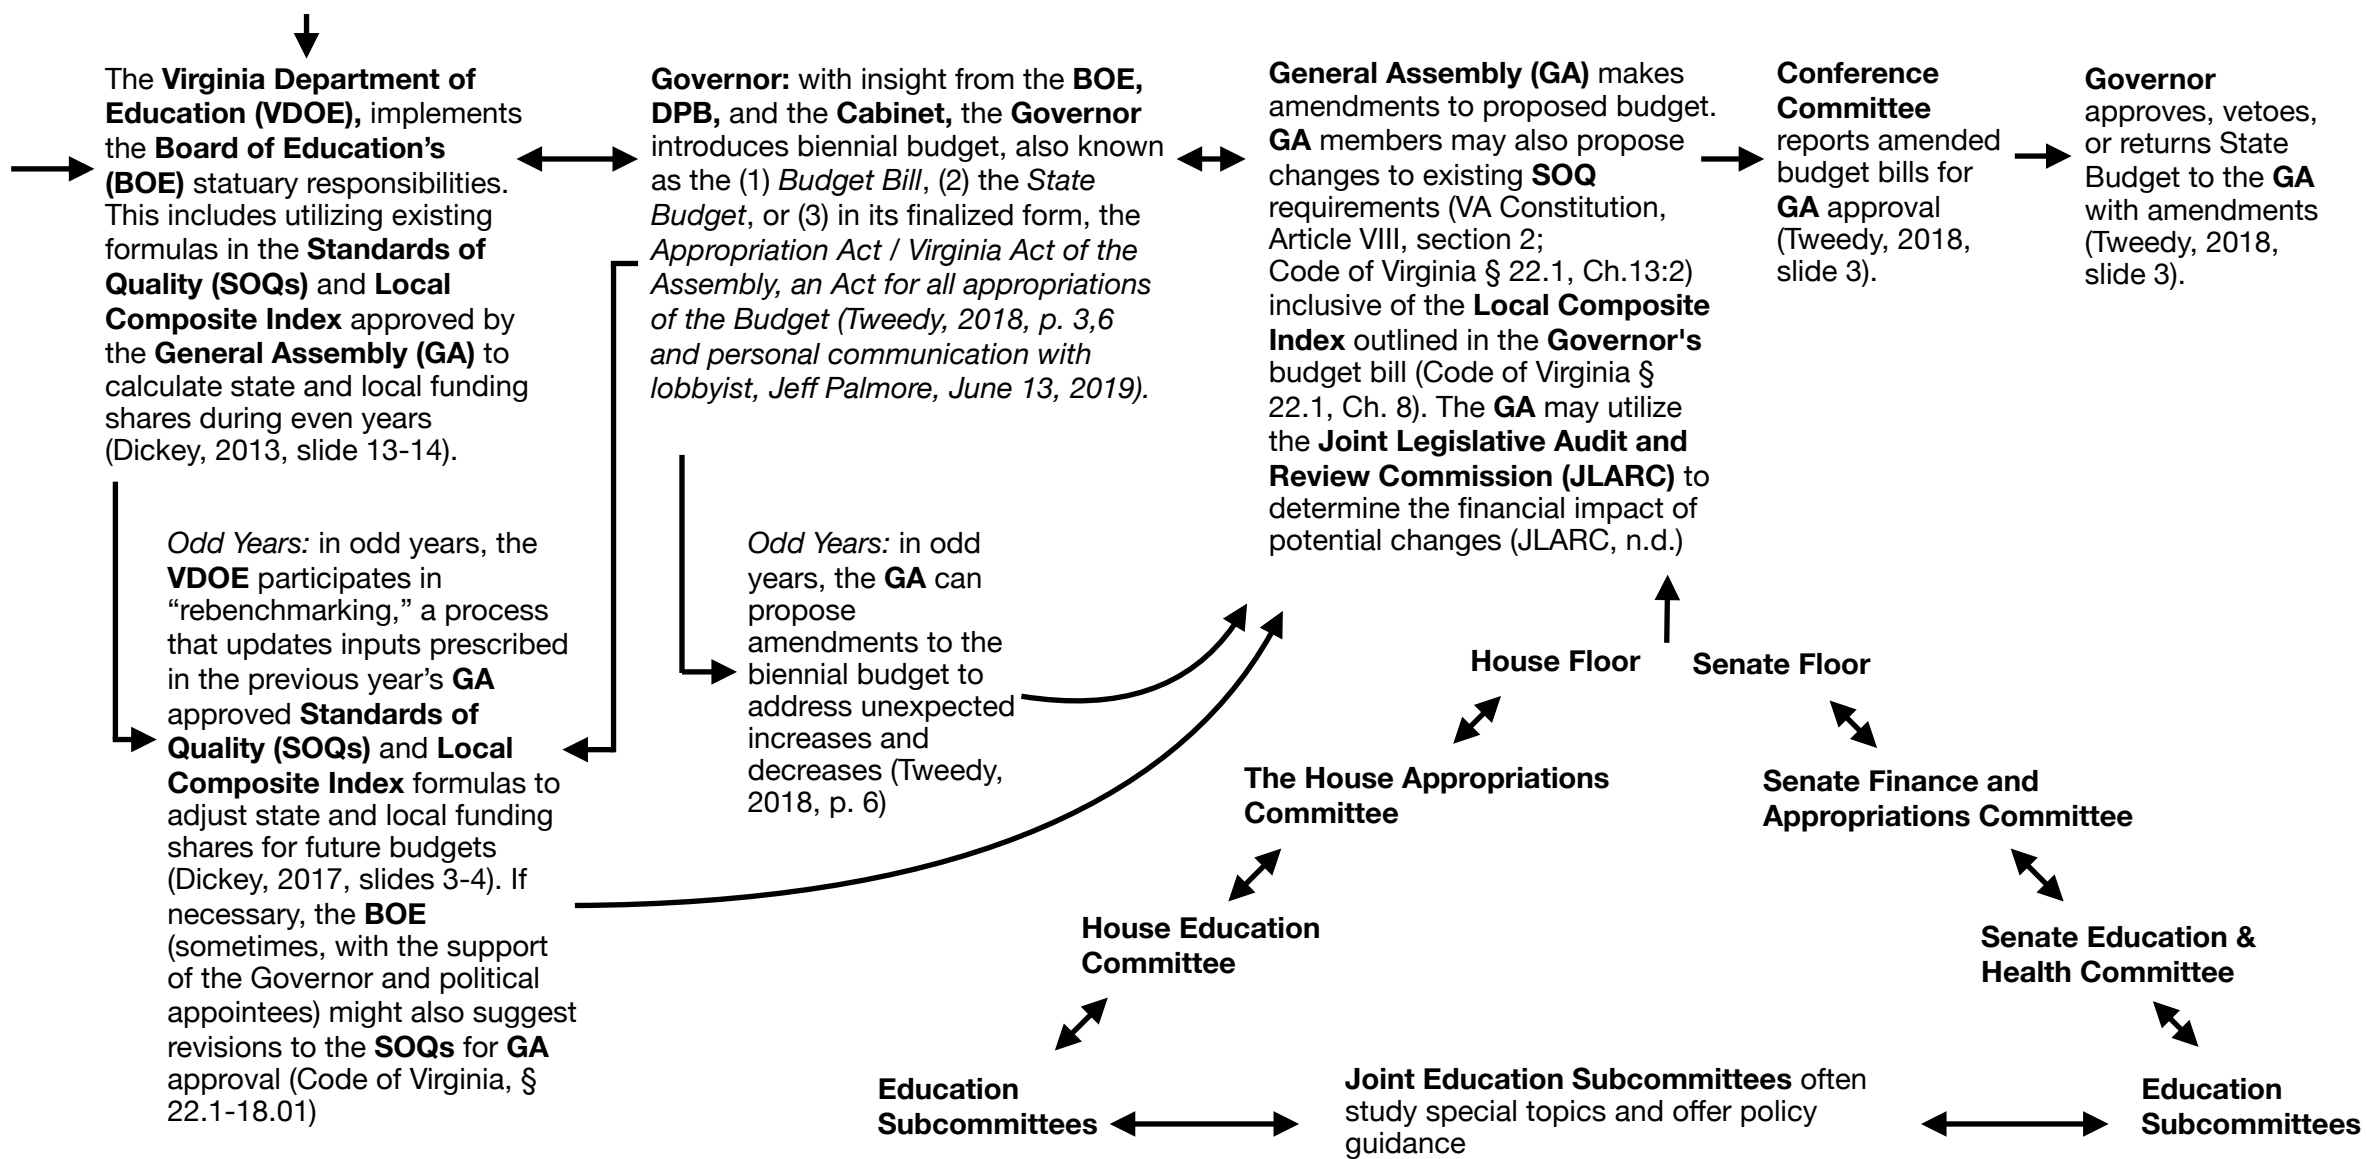 The Virginia Department of
Education (VDOE), implements
the Board of Education’s
(BOE) statuary responsibilities.
This includes utilizing existing
formulas in the Standards of
Quality (SOQs) and Local
Composite Index approved by
the General Assembly (GA) to
calculate state and local funding
shares during even years
(Dickey, 2013, slide 13-14).
Odd Years: in odd years, the
VDOE participates in
“rebenchmarking,” a process
that updates inputs prescribed
in the previous year’s GA
approved Standards of
Quality (SOQs) and Local
Composite Index formulas to
adjust state and local funding
shares for future budgets
(Dickey, 2017, slides 3-4). If
necessary, the BOE
(sometimes, with the support
of the Governor and political
appointees) might also suggest
revisions to the SOQs for GA
approval (Code of Virginia, §
22.1-18.01)
Governor: with insight from the BOE,
DPB, and the Cabinet, the Governor
introduces biennial budget, also known
as the (1) Budget Bill, (2) the State
Budget, or (3) in its finalized form, the
Appropriation Act / Virginia Act of the
Assembly, an Act for all appropriations
of the Budget (Tweedy, 2018, p. 3,6
and personal communication with
lobbyist, Jeff Palmore, June 13, 2019).
Odd Years: in odd
years, the GA can
propose
amendments to the
biennial budget to
address unexpected
increases and
decreases (Tweedy,
2018, p. 6)
General Assembly (GA) makes
amendments to proposed budget.
GA members may also propose
changes to existing SOQ
requirements (VA Constitution,
Article VIII, section 2;
Code of Virginia § 22.1, Ch.13:2)
inclusive of the Local Composite
Index outlined in the Governor's
budget bill (Code of Virginia §
22.1, Ch. 8). The GA may utilize
the Joint Legislative Audit and
Review Commission (JLARC) to
determine the financial impact of
potential changes (JLARC, n.d.)
Conference
Committee
reports amended
budget bills for
GA approval
(Tweedy, 2018,
slide 3).
Governor
approves, vetoes,
or returns State
Budget to the GA
with amendments
(Tweedy, 2018,
slide 3).
House Floor
Senate Floor
The House Appropriations
Committee
Senate Finance and
Appropriations Committee
House Education
Committee
Senate Education &
Health Committee
Education
Subcommittees
Joint Education Subcommittees often
study special topics and offer policy
guidance
Education
Subcommittees